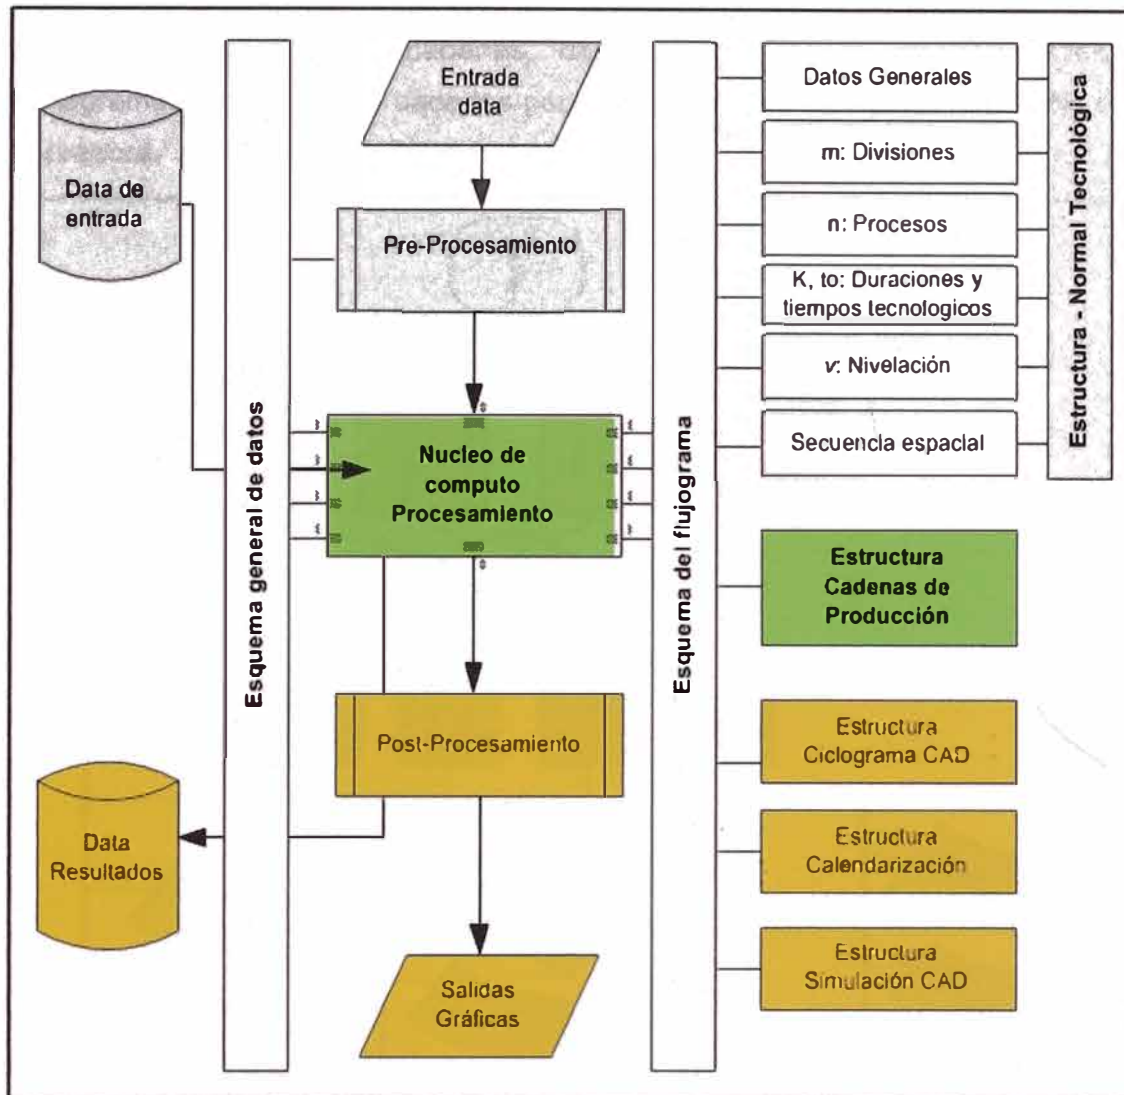 Data de
entrada
Data
Resultados
Esquema general de datos
Entrada
data
Pre-Procesamiento
Nucleo de
computo
Procesamiento
Post-Procesamiento
Salidas
Gráficas
Esquema del flujograma
Datos Generales
m: Divisiones
n: Procesos
K, to: Duraciones y
tiempos tecnologicos
v: Nivelación
Secuencia espacial
Estructura - Normal Tecnológica
Estructura
Cadenas de
Producción
Estructura
Ciclograma CAD
Estructura
Calendarización
Estructura
Simulación CAD